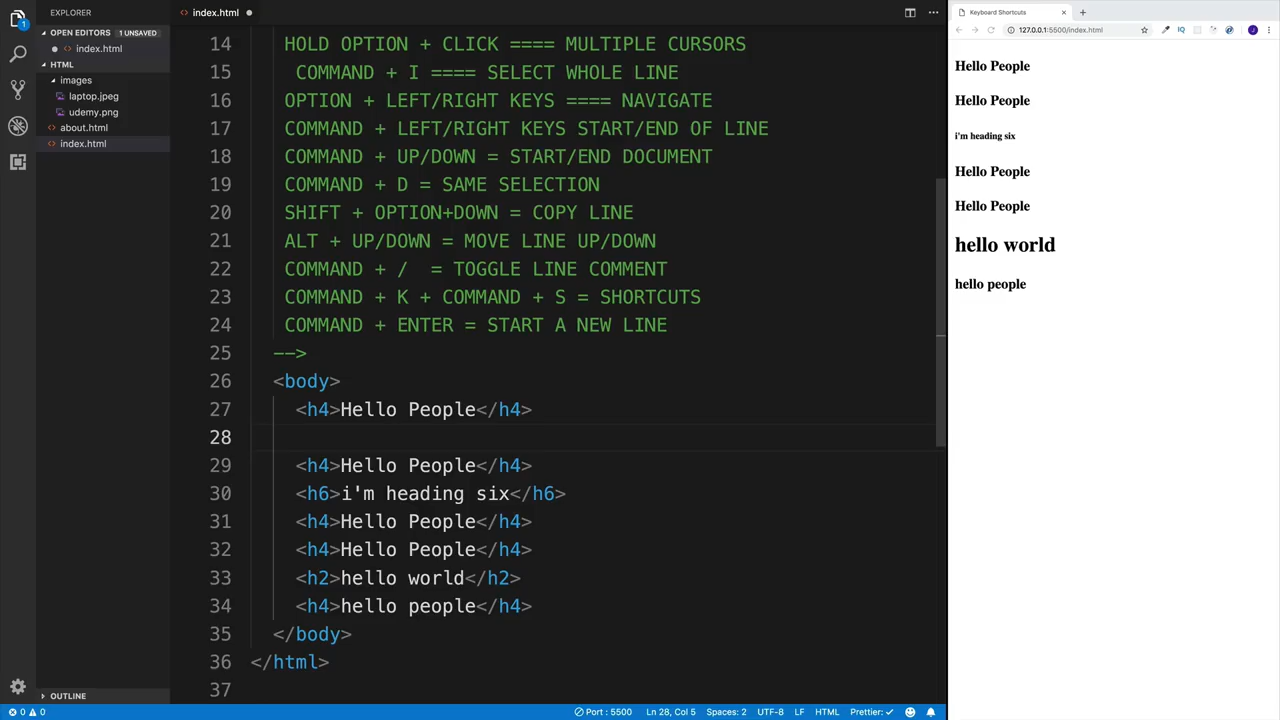 EXPLORER
OPEN EDITORS 1 UNSAVED
index.html
HTML
images
laptop.jpeg
udemy.png
about.html
index.html
OUTLINE
index.html
14 HOLD OPTION + CLICK ==== MULTIPLE CURSORS
15 COMMAND + I ==== SELECT WHOLE LINE
16 OPTION + LEFT/RIGHT KEYS ==== NAVIGATE
17 COMMAND + LEFT/RIGHT KEYS START/END OF LINE
18 COMMAND + UP/DOWN = START/END DOCUMENT
19 COMMAND + D = SAME SELECTION
20 SHIFT + OPTION+DOWN = COPY LINE
21 ALT + UP/DOWN = MOVE LINE UP/DOWN
22 COMMAND + / = TOGGLE LINE COMMENT
23 COMMAND + K + COMMAND + S = SHORTCUTS
24 COMMAND + ENTER = START A NEW LINE
25 -->
26 <body>
27 <h4>Hello People</h4>
28
29 <h4>Hello People</h4>
30 <h6>i'm heading six</h6>
31 <h4>Hello People</h4>
32 <h4>Hello People</h4>
33 <h2>hello world</h2>
34 <h4>hello people</h4>
35 </body>
36 </html>
37
0 0 Port : 5500 Ln 28, Col 5 Spaces: 2 UTF-8 LF HTML Prettier: ✓
Keyboard Shortcuts
127.0.0.1:5500/index.html
Hello People
Hello People
i'm heading six
Hello People
Hello People
hello world
hello people